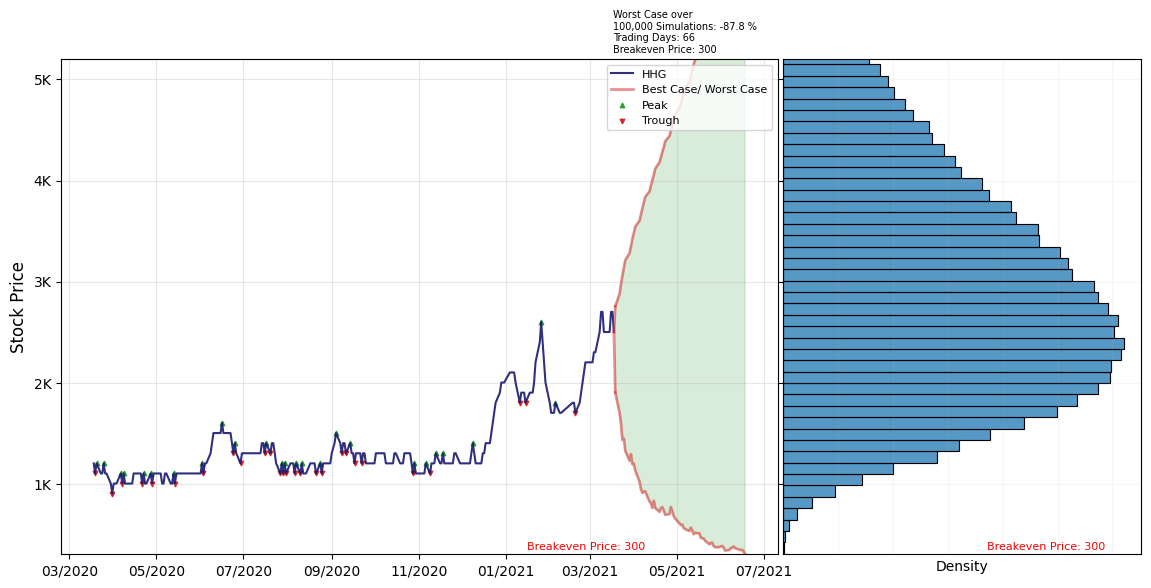 Worst Case over
100,000 Simulations: -87.8 %
Trading Days: 66
Breakeven Price: 300
HHG
Best Case/ Worst Case
Peak
Trough
5K
4K
3K
2K
1K
Stock Price
Breakeven Price: 300
Breakeven Price: 300
03/2020 05/2020 07/2020 09/2020 11/2020 01/2021 03/2021 05/2021 07/2021
Density